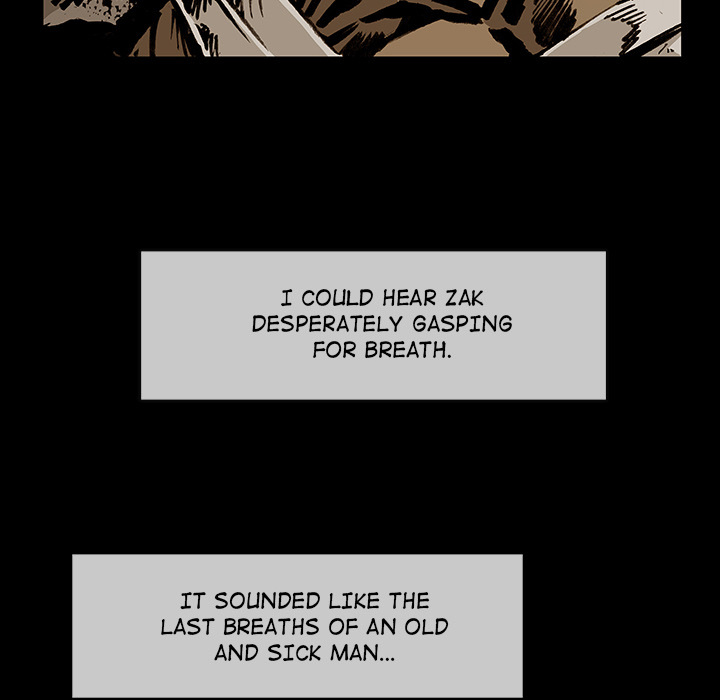 I COULD HEAR ZAK
DESPERATELY GASPING
FOR BREATH.
IT SOUNDED LIKE THE
LAST BREATHS OF AN OLD
AND SICK MAN...